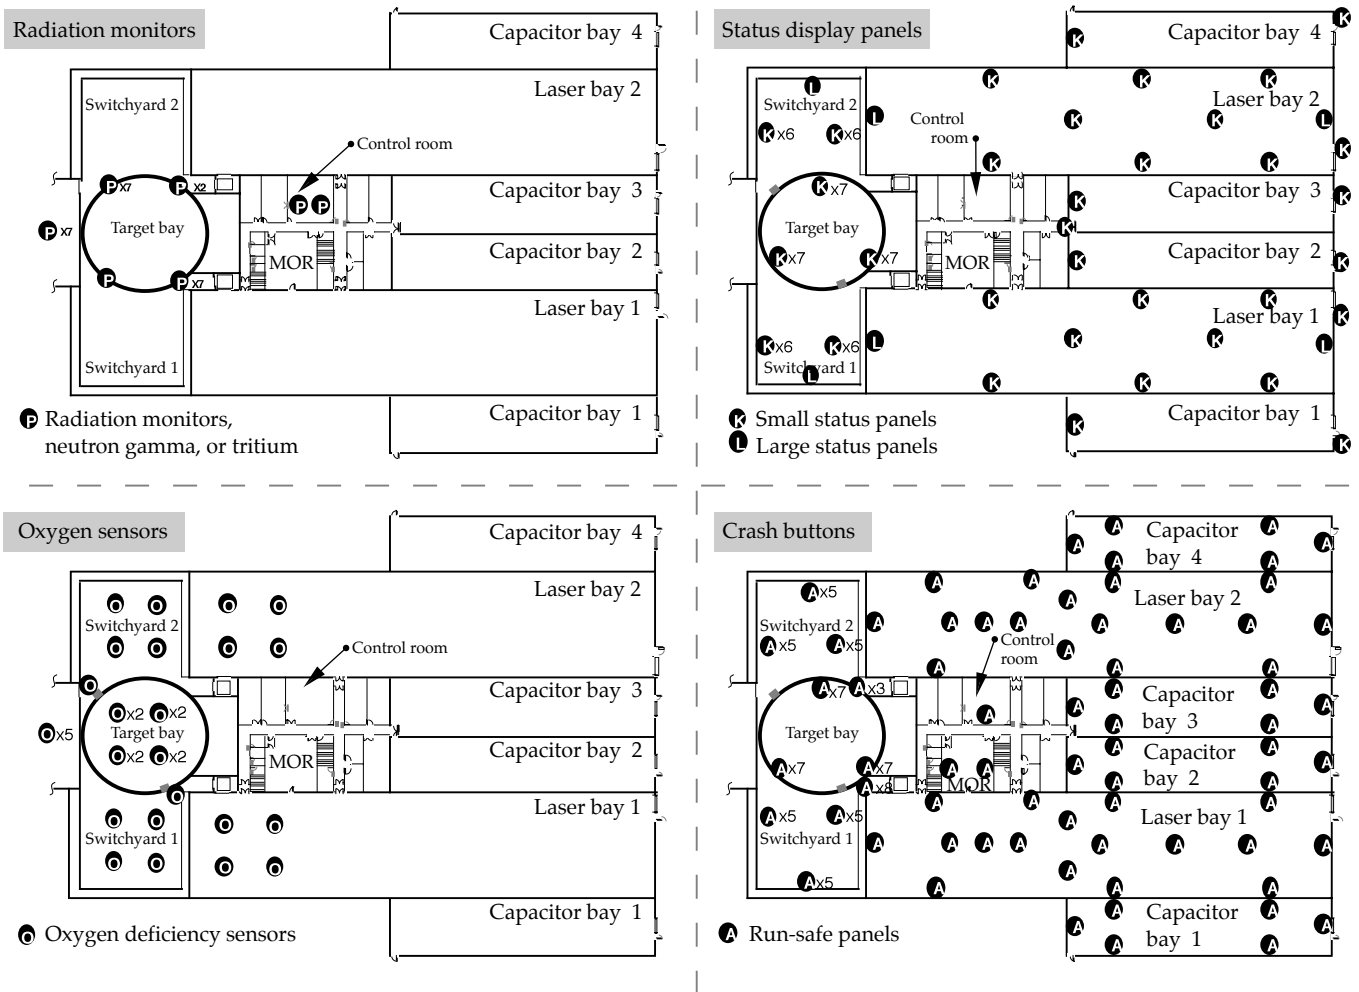 Radiation monitors
Capacitor bay 4
Laser bay 2
Switchyard 2
Control room
P x7
P x2
Capacitor bay 3
P P
P x7
Target bay
Capacitor bay 2
MOR
P
P x7
Laser bay 1
Switchyard 1
Capacitor bay 1
P Radiation monitors,
neutron gamma, or tritium
Status display panels
Capacitor bay 4
K
K
L
K
K
K
Switchyard 2
Laser bay 2
Control
room
L
K
K
L
K x6
K x6
K
K
K
K
K x7
Capacitor bay 3
K
K
Target bay
K
K x7
K x7
MOR
Capacitor bay 2
K
K
K
K
K
Laser bay 1
K
L
K
K
L
K x6
K x6
Switchyard 1
L
K
K
K
Capacitor bay 1
K
K
K Small status panels
L Large status panels
Oxygen sensors
Capacitor bay 4
Laser bay 2
O O O O
Switchyard 2
O O O O
Control room
O
Capacitor bay 3
O x2 O x2
O x5
Target bay
O x2 O x2
Capacitor bay 2
MOR
O
Laser bay 1
O O O O
Switchyard 1
O O O O
Capacitor bay 1
O Oxygen deficiency sensors
Crash buttons
A
Capacitor
A
A
A
bay 4
A
A
A x5
A
A
A
A
Laser bay 2
A
Switchyard 2
A
A
A
A
A
A
A
A
A x5
A x5
Control
room
A
A
A
A
A x7
A x3
A
Capacitor
A
A
A
A
bay 3
A
A
Target bay
A
Capacitor
A
A x7
A x7
A
A
A
A
bay 2
A
A x8
MOR
A
A
A
A
Laser bay 1
A x5
A x5
A
Switchyard 1
A
A
A
A
A
A
A
A
A
A x5
A
A
A
A
Capacitor
A
A
A
bay 1
A
A
A Run-safe panels